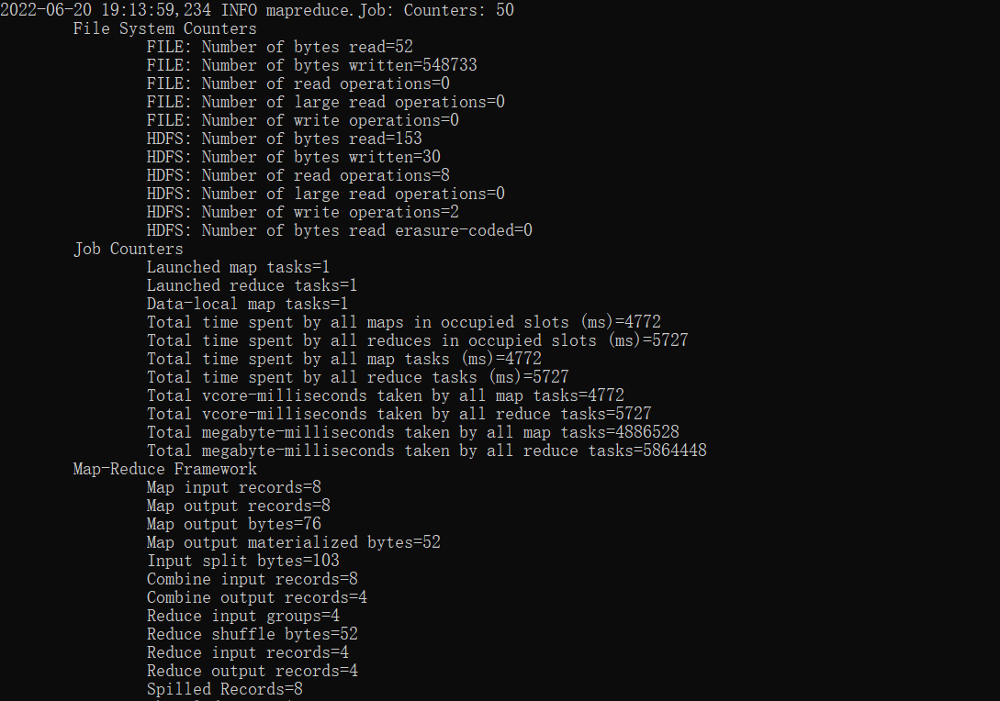 2022-06-20 19:13:59,234 INFO mapreduce.Job: Counters: 50
File System Counters
FILE: Number of bytes read=52
FILE: Number of bytes written=548733
FILE: Number of read operations=0
FILE: Number of large read operations=0
FILE: Number of write operations=0
HDFS: Number of bytes read=153
HDFS: Number of bytes written=30
HDFS: Number of read operations=8
HDFS: Number of large read operations=0
HDFS: Number of write operations=2
HDFS: Number of bytes read erasure-coded=0
Job Counters
Launched map tasks=1
Launched reduce tasks=1
Data-local map tasks=1
Total time spent by all maps in occupied slots (ms)=4772
Total time spent by all reduces in occupied slots (ms)=5727
Total time spent by all map tasks (ms)=4772
Total time spent by all reduce tasks (ms)=5727
Total vcore-milliseconds taken by all map tasks=4772
Total vcore-milliseconds taken by all reduce tasks=5727
Total megabyte-milliseconds taken by all map tasks=4886528
Total megabyte-milliseconds taken by all reduce tasks=5864448
Map-Reduce Framework
Map input records=8
Map output records=8
Map output bytes=76
Map output materialized bytes=52
Input split bytes=103
Combine input records=8
Combine output records=4
Reduce input groups=4
Reduce shuffle bytes=52
Reduce input records=4
Reduce output records=4
Spilled Records=8